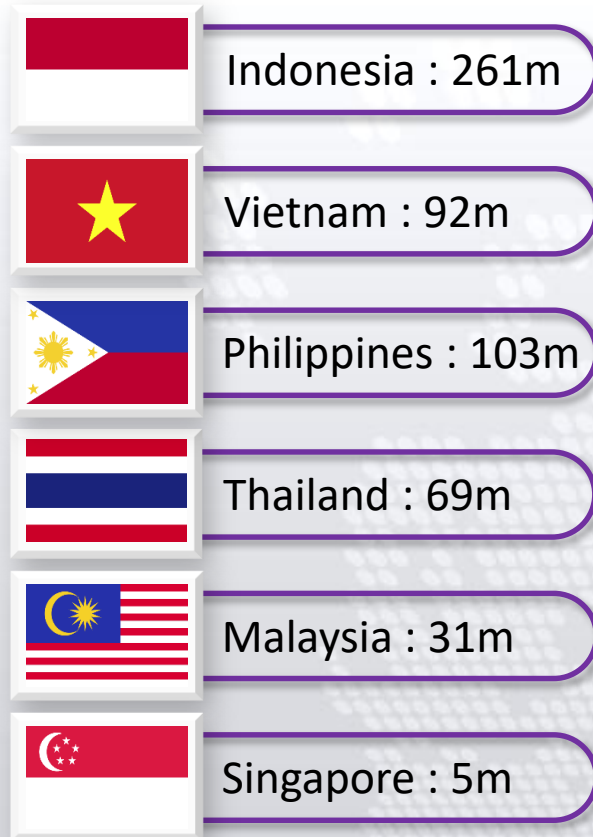 Indonesia : 261m
Vietnam : 92m
Philippines : 103m
Thailand : 69m
Malaysia : 31m
Singapore : 5m